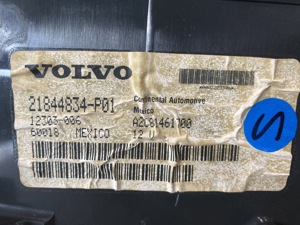 VOLVO
21844834-P01
Continental Automotive
Mexico
12303-006
A2C81461700
60018 MEXICO
12 V
S